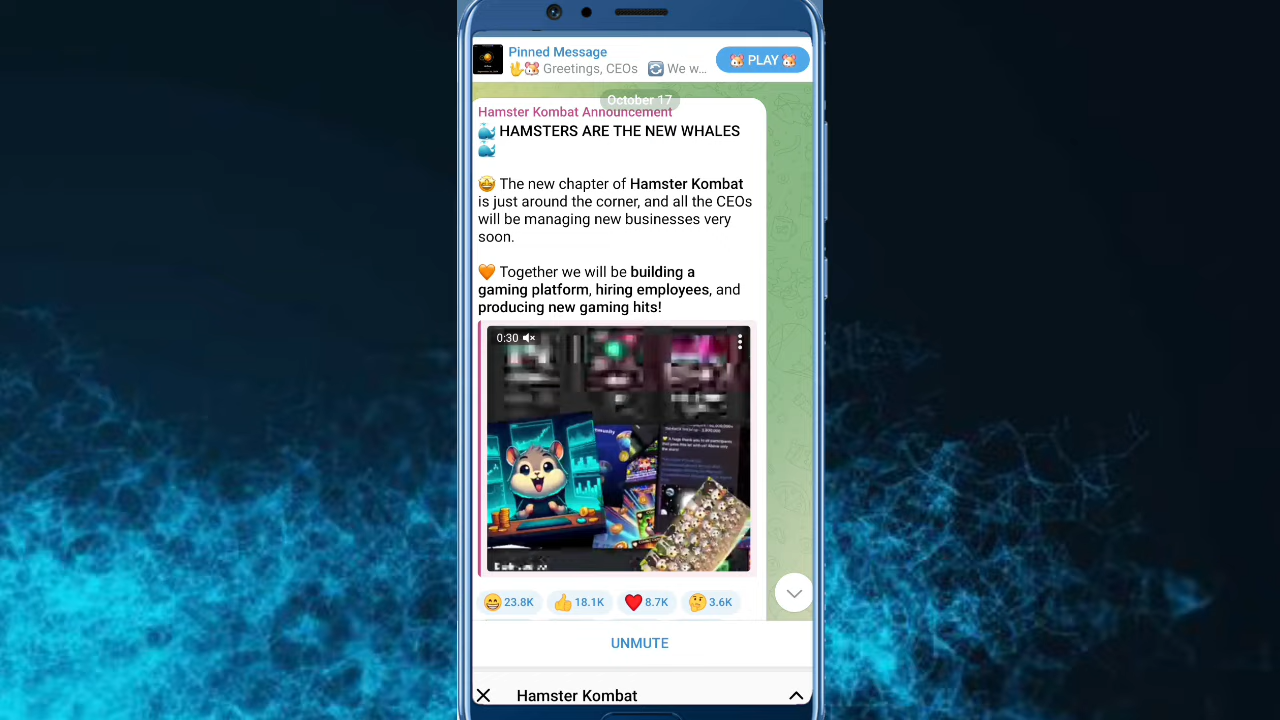 Pinned Message
🖖🐹 Greetings, CEOs 🔄 We w...
🐹 PLAY 🐹
October 17
Hamster Kombat Announcement
🐳 HAMSTERS ARE THE NEW WHALES
🐳
🤩 The new chapter of Hamster Kombat
is just around the corner, and all the CEOs
will be managing new businesses very
soon.
🧡 Together we will be building a
gaming platform, hiring employees, and
producing new gaming hits!
0:30
😁 23.8K 👍 18.1K ❤️ 8.7K 🤔 3.6K
UNMUTE
Hamster Kombat